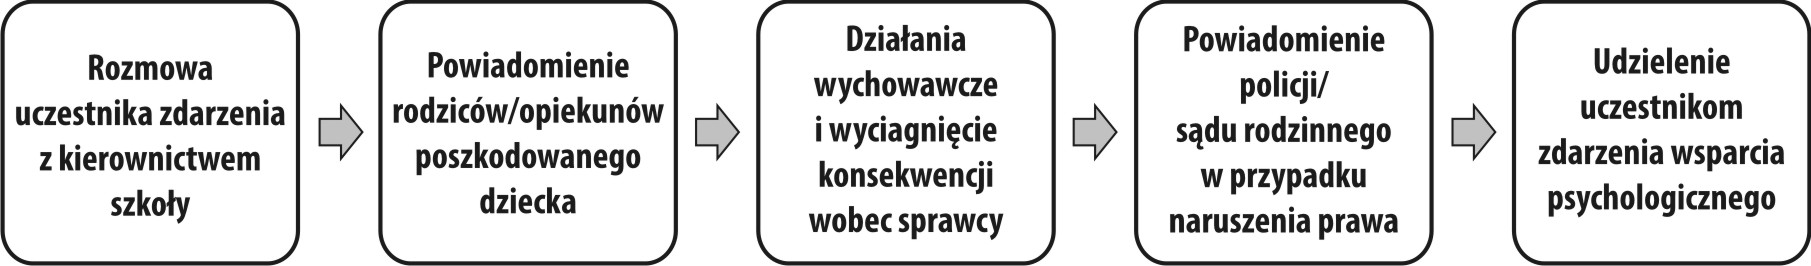 Rozmowa
uczestnika zdarzenia
z kierownictwem
szkoły
Powiadomienie
rodziców/opiekunów
poszkodowanego
dziecka
Działania
wychowawcze
i wyciagnięcie
konsekwencji
wobec sprawcy
Powiadomienie
policji/
sądu rodzinnego
w przypadku
naruszenia prawa
Udzielenie
uczestnikom
zdarzenia wsparcia
psychologicznego